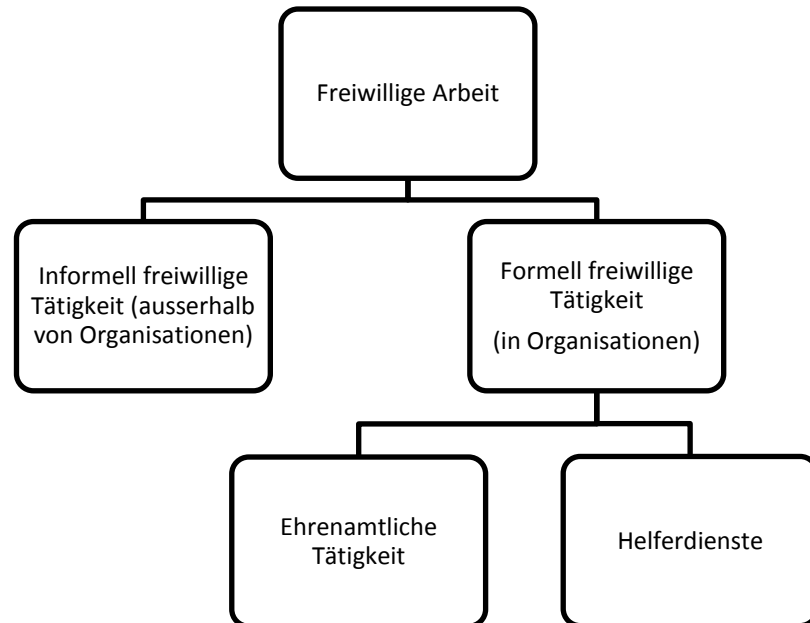 Freiwillige Arbeit
Informell freiwillige
Tätigkeit (ausserhalb
von Organisationen)
Formell freiwillige
Tätigkeit
(in Organisationen)
Ehrenamtliche
Tätigkeit
Helferdienste